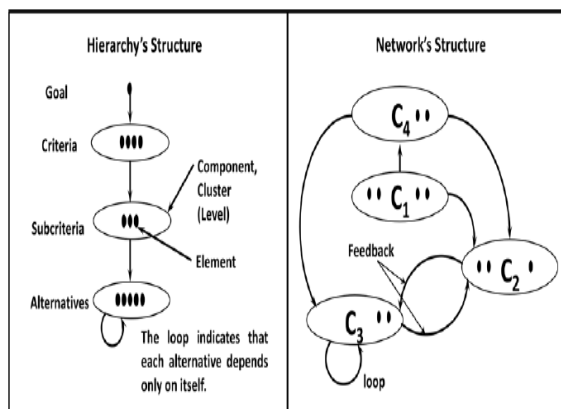 Hierarchy's Structure
Goal
Criteria
Component,
Cluster
(Level)
Subcriteria
Element
Alternatives
The loop indicates that
each alternative depends
only on itself.
Network's Structure
C4
C1
Feedback
C2
C3
loop